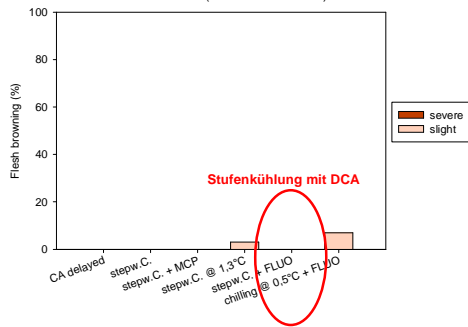 100
80
60
40
20
0
Flesh browning (%)
severe
slight
Stufenkühlung mit DCA
CA delayed
stepw.C.
stepw.C. + MCP
stepw.C. @ 1,3°C
stepw.C. + FLUO
chilling @ 0,5°C + FLUO